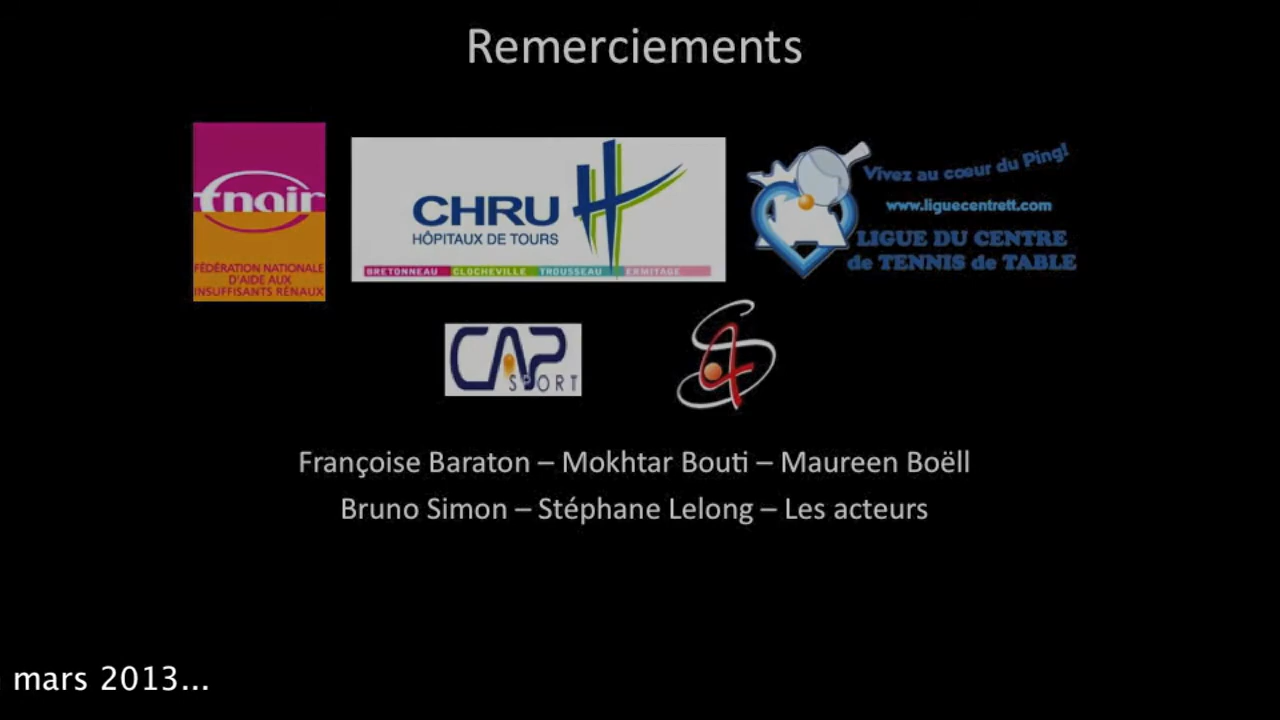 Remerciements
fnair
FÉDÉRATION NATIONALE
D'AIDE AUX
INSUFFISANTS RÉNAUX
CHRU
HÔPITAUX DE TOURS
BRETONNEAU CLOCHEVILLE TROUSSEAU ERMITAGE
Vivez au cœur du Ping!
www.liguecentrett.com
LIGUE DU CENTRE
de TENNIS de TABLE
CAP
SPORT
Françoise Baraton – Mokhtar Bouti – Maureen Boëll
Bruno Simon – Stéphane Lelong – Les acteurs
mars 2013...